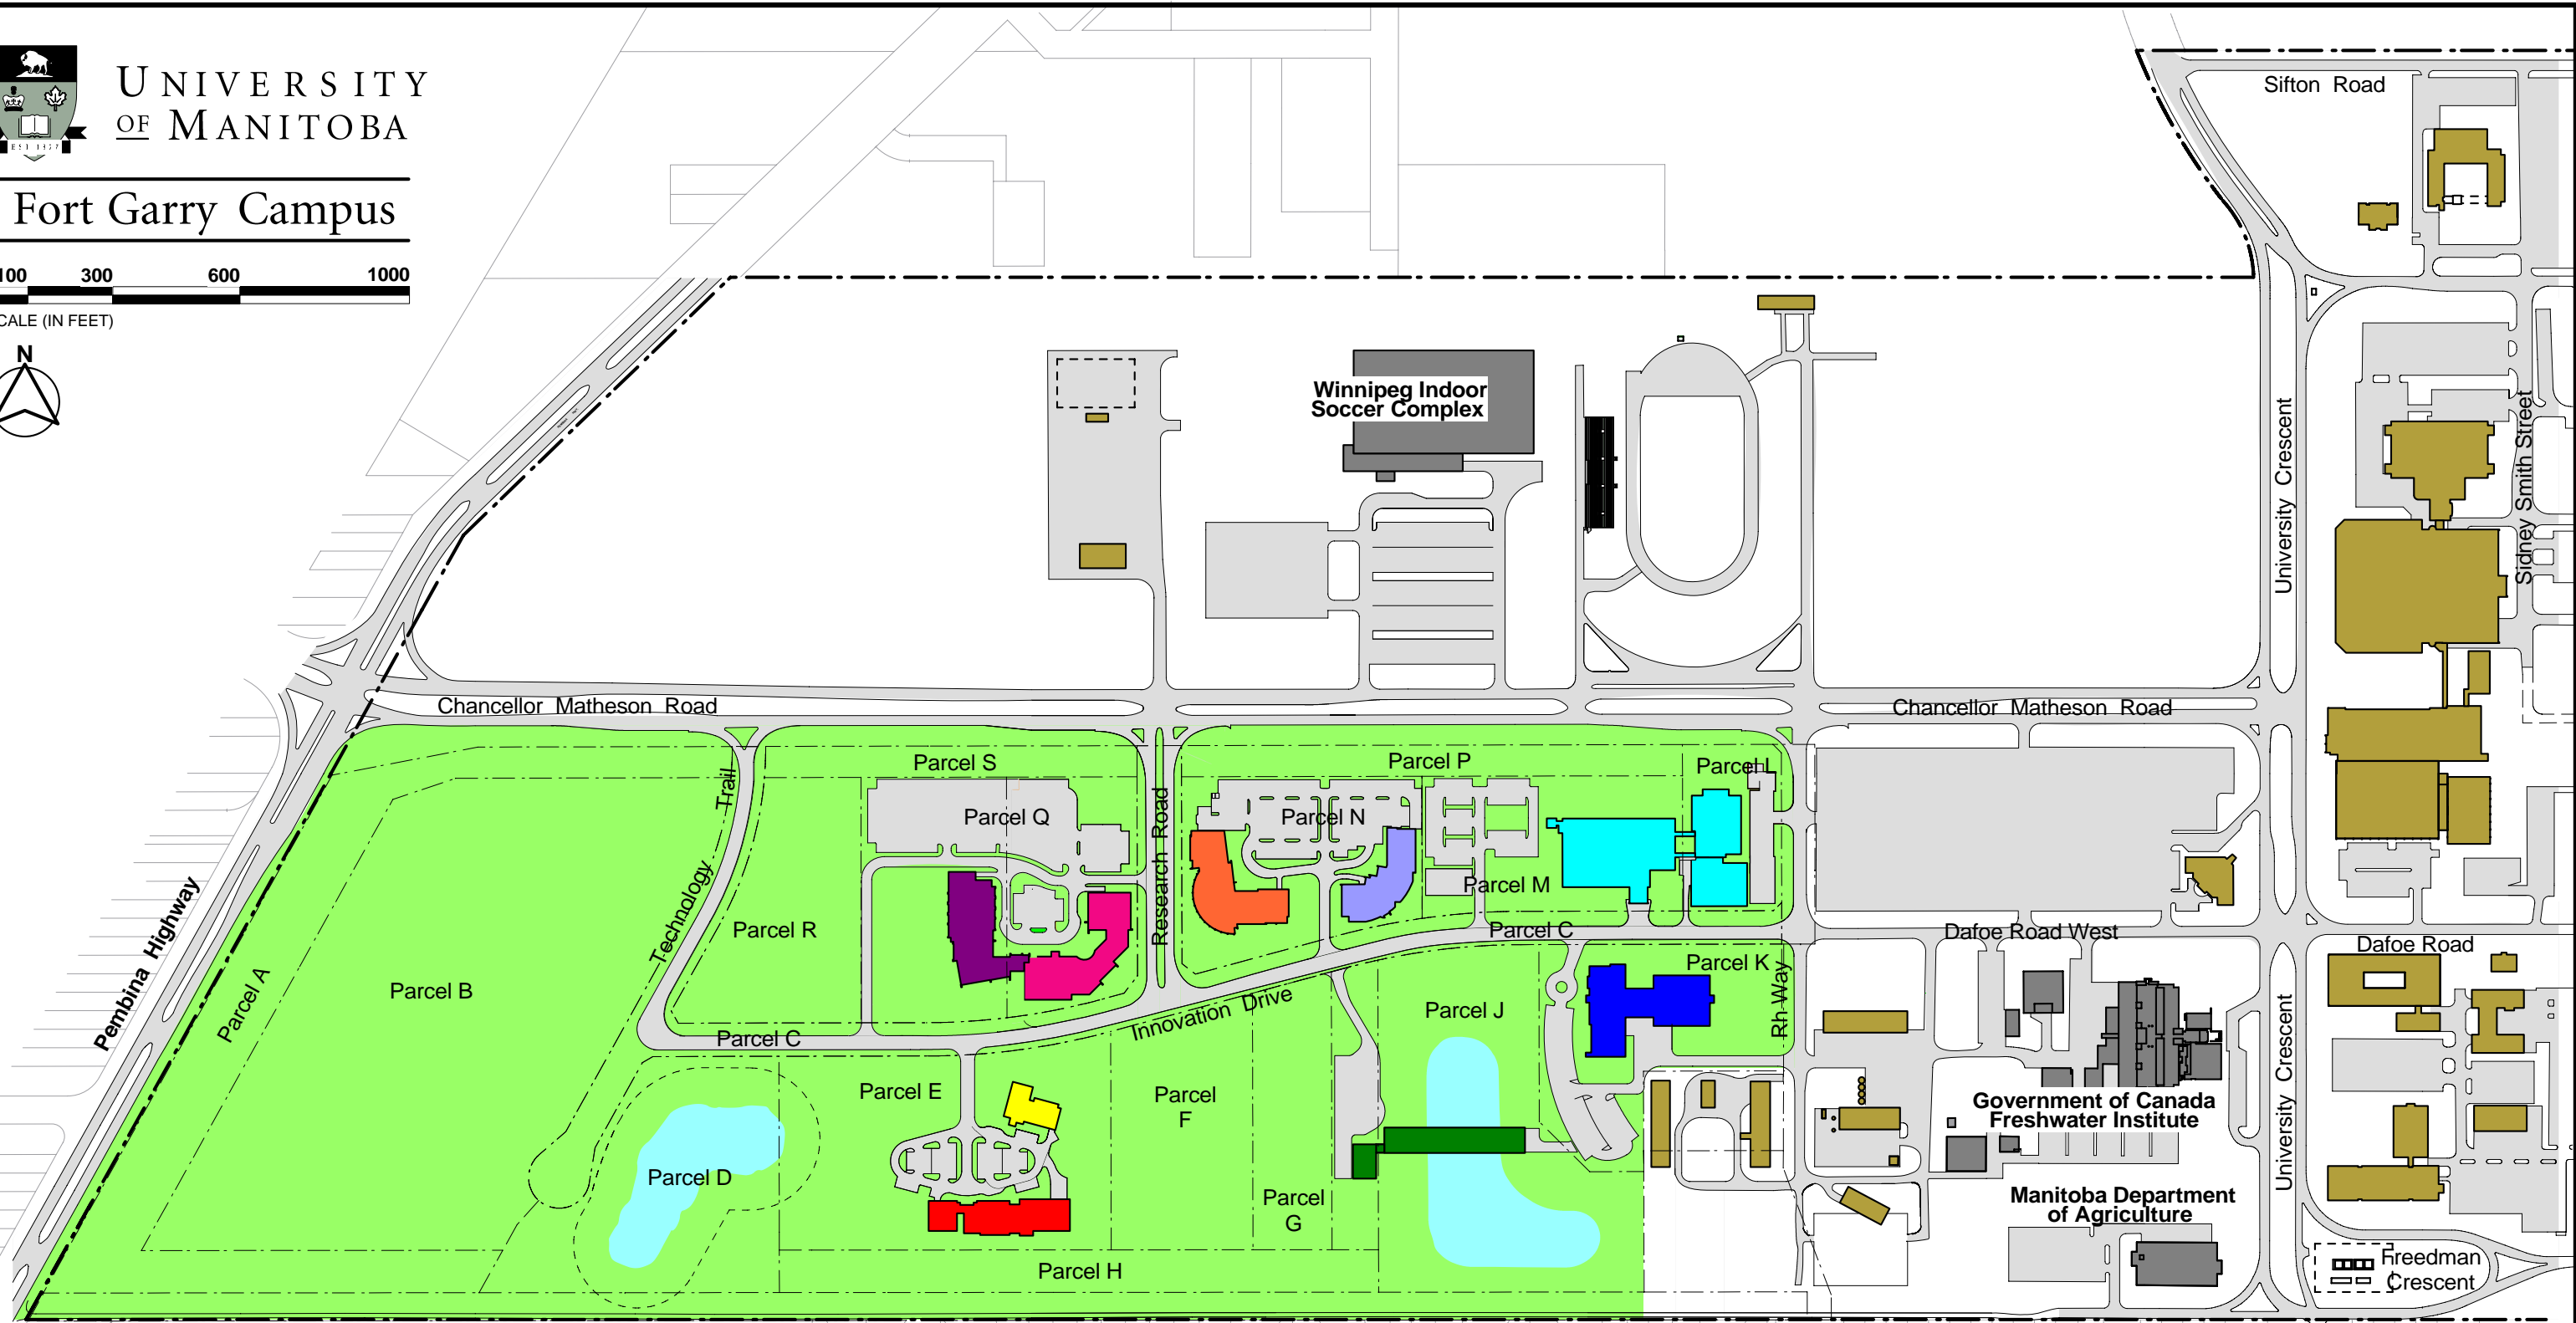 UNIVERSITY
OF MANITOBA
EST 1877
Fort Garry Campus
100 300 600 1000
CALE (IN FEET)
N
Sifton Road
Winnipeg Indoor
Soccer Complex
University Crescent
Sidney Smith Street
Chancellor Matheson Road
Chancellor Matheson Road
Pembina Highway
Technology Trail
Research Road
Parcel S
Parcel P
Parcel L
Parcel Q
Parcel N
Parcel M
Parcel R
Parcel C
Dafoe Road West
Dafoe Road
Parcel A
Parcel B
Parcel K
Rh Way
Parcel J
Innovation Drive
Parcel C
Parcel E
Parcel
F
Government of Canada
Freshwater Institute
University Crescent
Parcel D
Parcel
G
Manitoba Department
of Agriculture
Parcel H
Freedman
Crescent